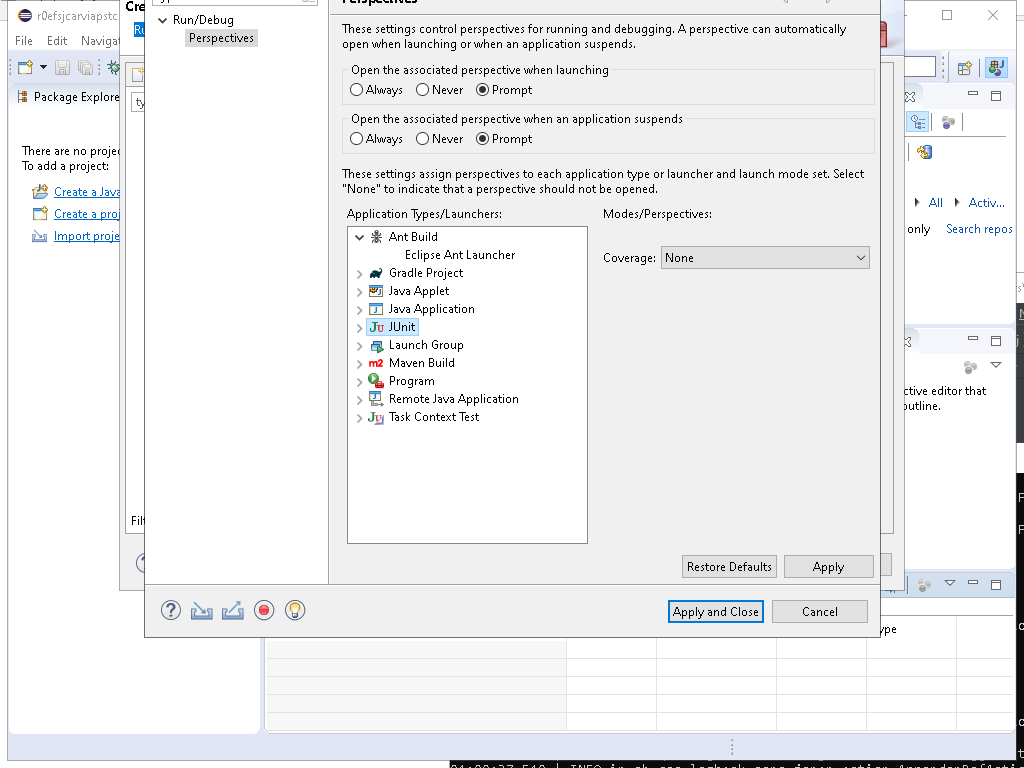 r0efsjcarviapstc
File Edit Naviga
Package Explore
There are no projec
To add a project:
Create a Java
Create a proj
Import proje
Run/Debug
Perspectives
Perspectives
These settings control perspectives for running and debugging. A perspective can automatically
open when launching or when an application suspends.
Open the associated perspective when launching
Always Never Prompt
Open the associated perspective when an application suspends
Always Never Prompt
These settings assign perspectives to each application type or launcher and launch mode set. Select
"None" to indicate that a perspective should not be opened.
Application Types/Launchers:
Modes/Perspectives:
Ant Build
Eclipse Ant Launcher
Gradle Project
Java Applet
Java Application
JUnit
Launch Group
Maven Build
Program
Remote Java Application
Task Context Test
Coverage: None
Restore Defaults Apply
Apply and Close Cancel
All Activ...
only Search repos
ctive editor that
outline.
ype